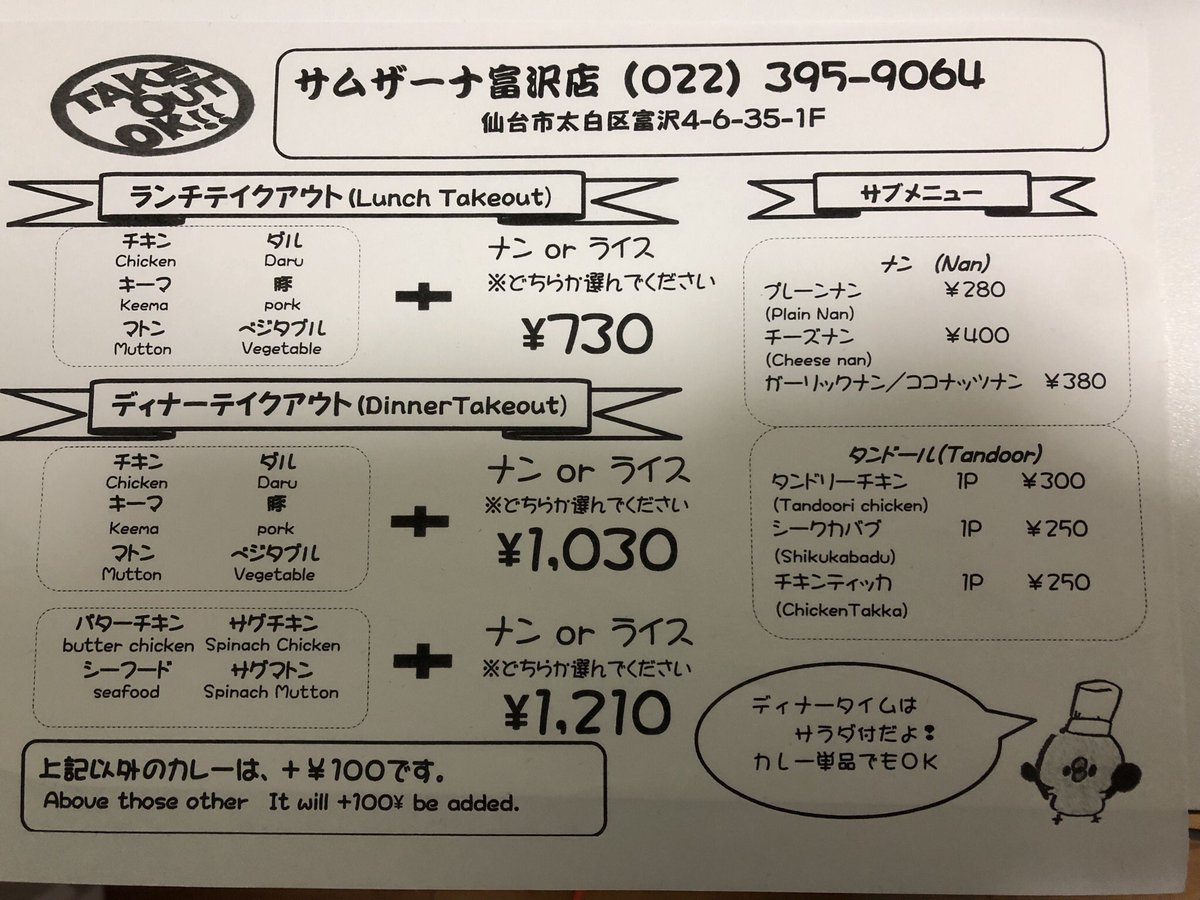 TAKE OUT OK!!
サムザーナ富沢店 (022) 395-9064
仙台市太白区富沢4-6-35-1F
ランチテイクアウト(Lunch Takeout)
チキン ダル
Chicken Daru
キーマ 豚
Keema pork
マトン ベジタブル
Mutton Vegetable
+
ナン or ライス
※どちらか選んでください
¥730
ディナーテイクアウト(DinnerTakeout)
チキン ダル
Chicken Daru
キーマ 豚
Keema pork
マトン ベジタブル
Mutton Vegetable
+
ナン or ライス
※どちらか選んでください
¥1,030
バターチキン サグチキン
butter chicken Spinach Chicken
シーフード サグマトン
seafood Spinach Mutton
+
ナン or ライス
※どちらか選んでください
¥1,210
上記以外のカレーは、+¥100です。
Above those other It will +100¥ be added.
サブメニュー
ナン (Nan)
プレーンナン ¥280
(Plain Nan)
チーズナン ¥400
(Cheese nan)
ガーリックナン/ココナッツナン ¥380
タンドール(Tandoor)
タンドリーチキン 1P ¥300
(Tandoori chicken)
シークカバブ 1P ¥250
(Shikukabadu)
チキンティッカ 1P ¥250
(ChickenTakka)
ディナータイムは
サラダ付だよ❢
カレー単品でもOK